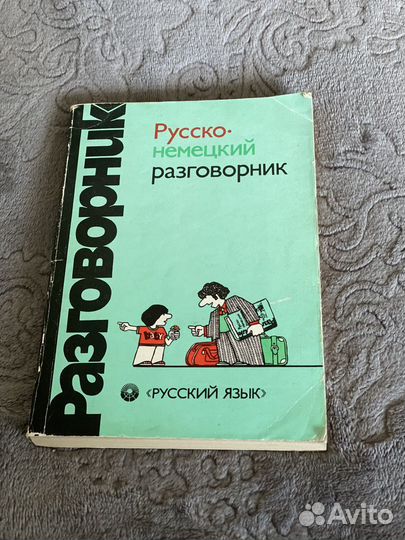 Разговорник
Русско-
немецкий
разговорник
«РУССКИЙ ЯЗЫК»
Avito